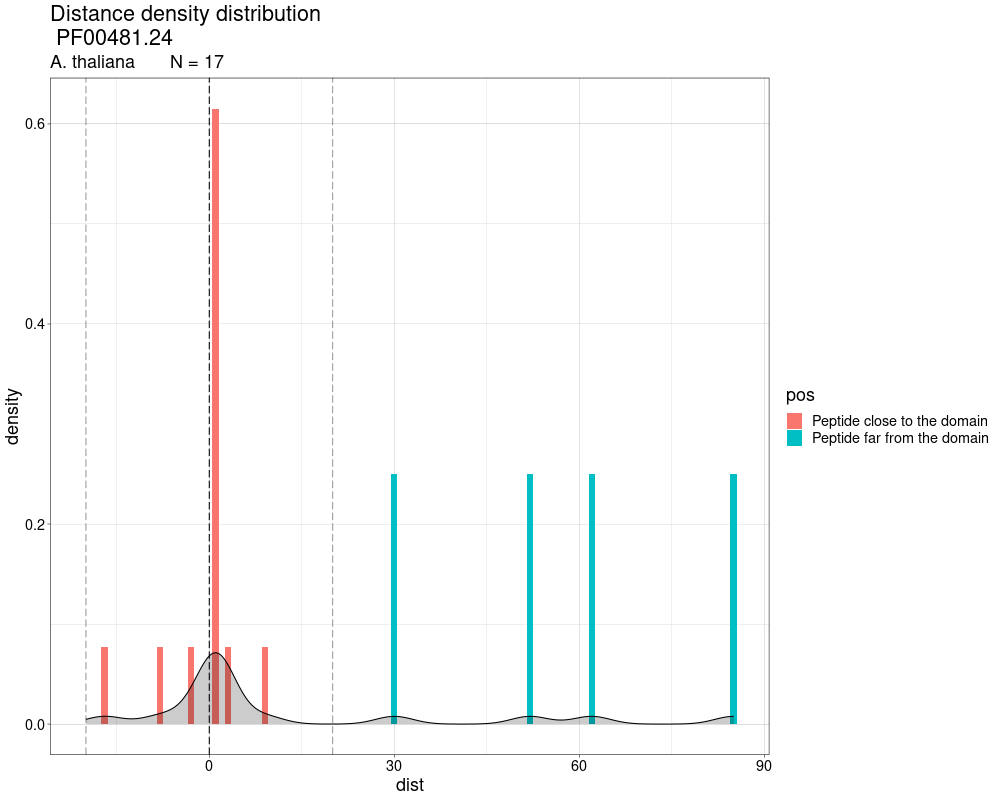 Distance density distribution
PF00481.24
A. thaliana N = 17
0.6
0.4
0.2
0.0
density
0 30 60 90
dist
pos
Peptide close to the domain
Peptide far from the domain